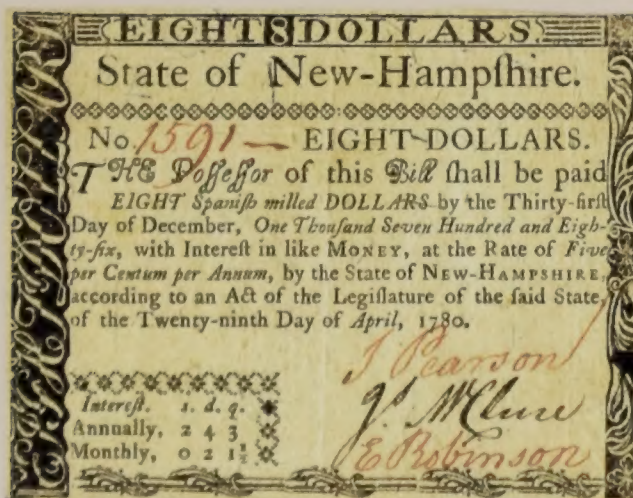 EIGHT 8 DOLLARS.
State of New-Hampſhire.
No 1591 — EIGHT DOLLARS.
THE Poſſeſſor of this Bill ſhall be paid
EIGHT Spaniſh milled DOLLARS by the Thirty-firſt
Day of December, One Thouſand Seven Hundred and Eigh-
ty-ſix, with Intereſt in like MONEY, at the Rate of Five
per Centum per Annum, by the State of NEW-HAMPSHIRE,
according to an Act of the Legiſlature of the ſaid State,
of the Twenty-ninth Day of April, 1780.
J Pearson
Js McClure
E Robinson
Intereſt. s. d. q.
Annually, 2 4 3
Monthly, 0 2 1½
EIGHT DOLLARS